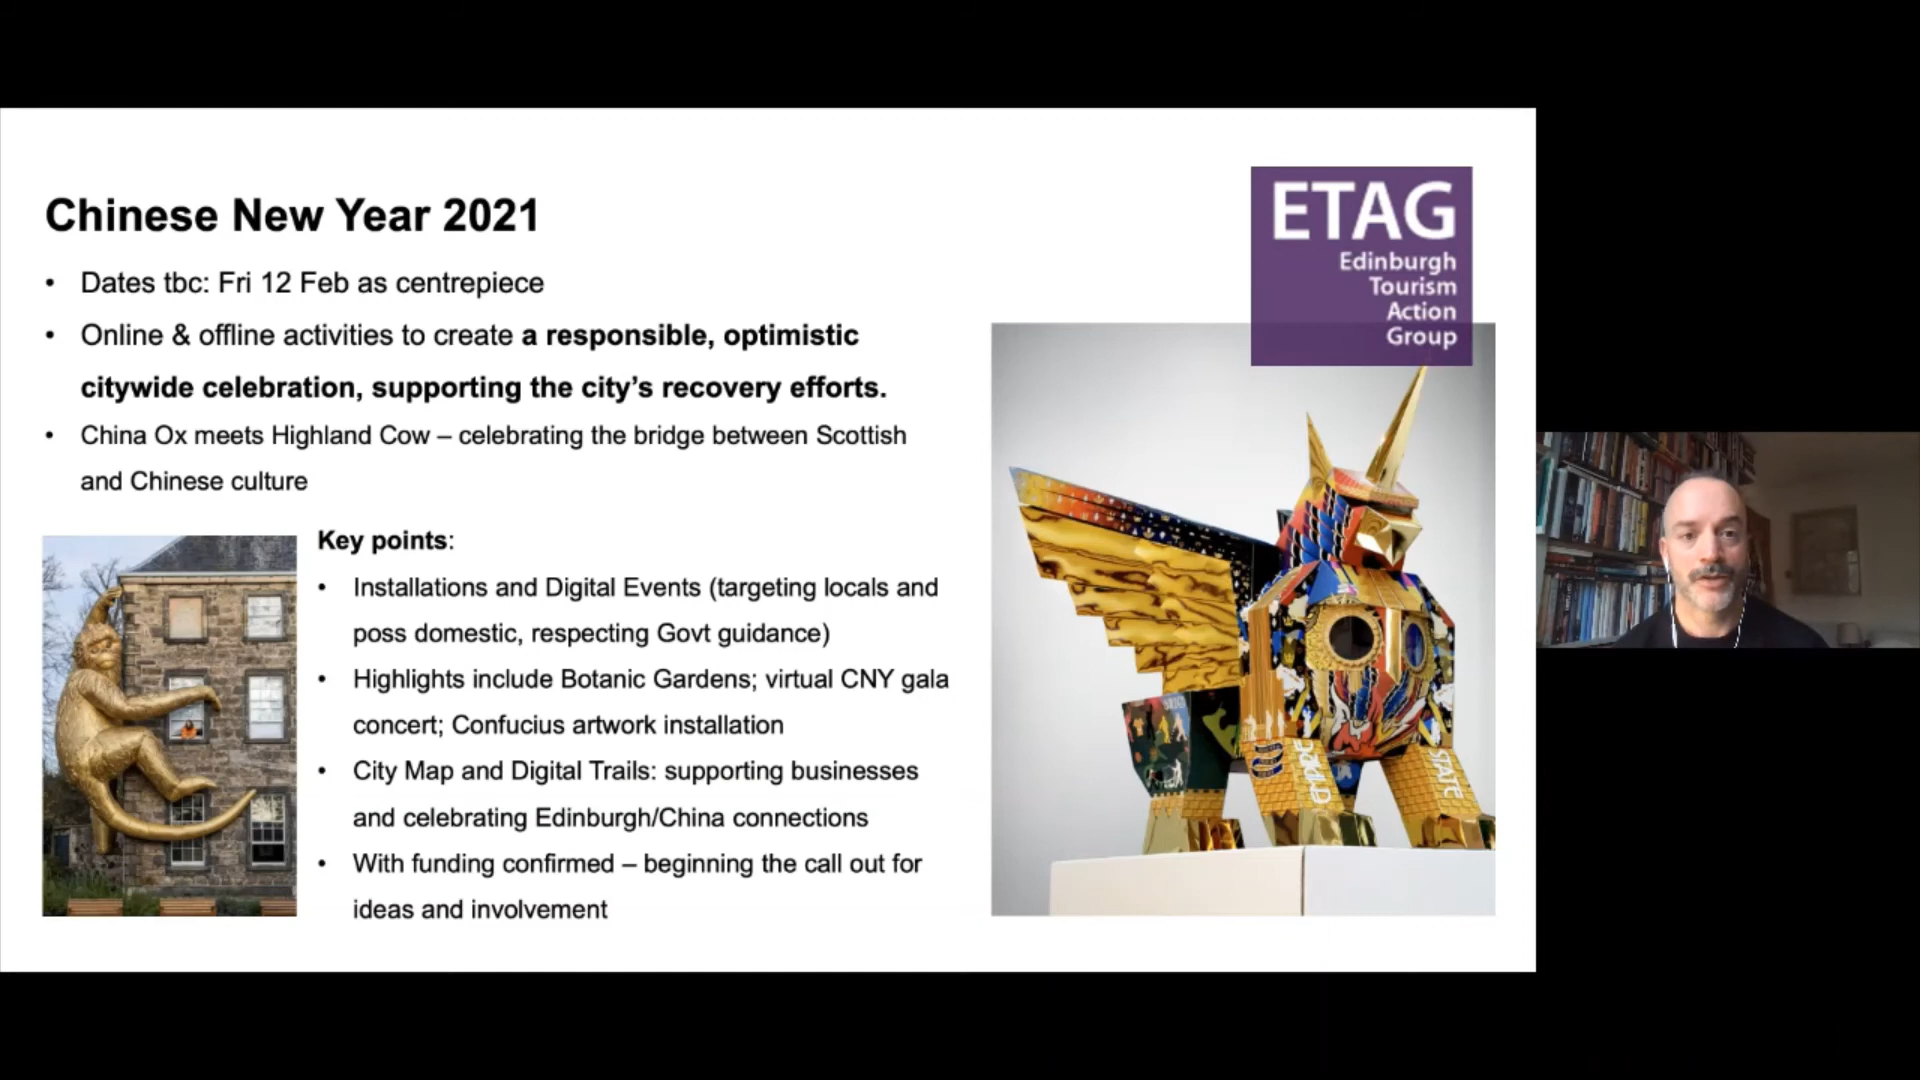 Chinese New Year 2021
• Dates tbc: Fri 12 Feb as centrepiece
• Online & offline activities to create a responsible, optimistic
citywide celebration, supporting the city’s recovery efforts.
• China Ox meets Highland Cow – celebrating the bridge between Scottish
and Chinese culture
Key points:
• Installations and Digital Events (targeting locals and
poss domestic, respecting Govt guidance)
• Highlights include Botanic Gardens; virtual CNY gala
concert; Confucius artwork installation
• City Map and Digital Trails: supporting businesses
and celebrating Edinburgh/China connections
• With funding confirmed – beginning the call out for
ideas and involvement
ETAG
Edinburgh
Tourism
Action
Group
STATE